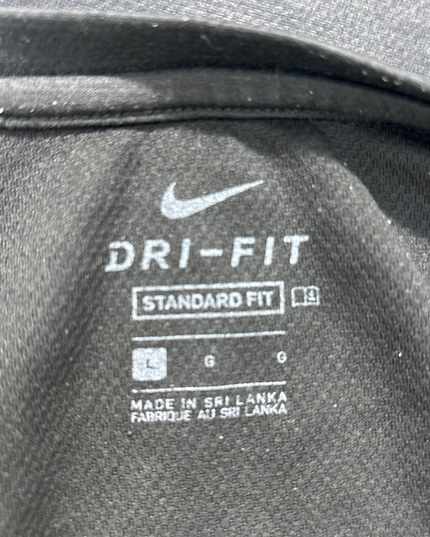 DRI-FIT
STANDARD FIT
L G G
MADE IN SRI LANKA
FABRIQUE AU SRI LANKA